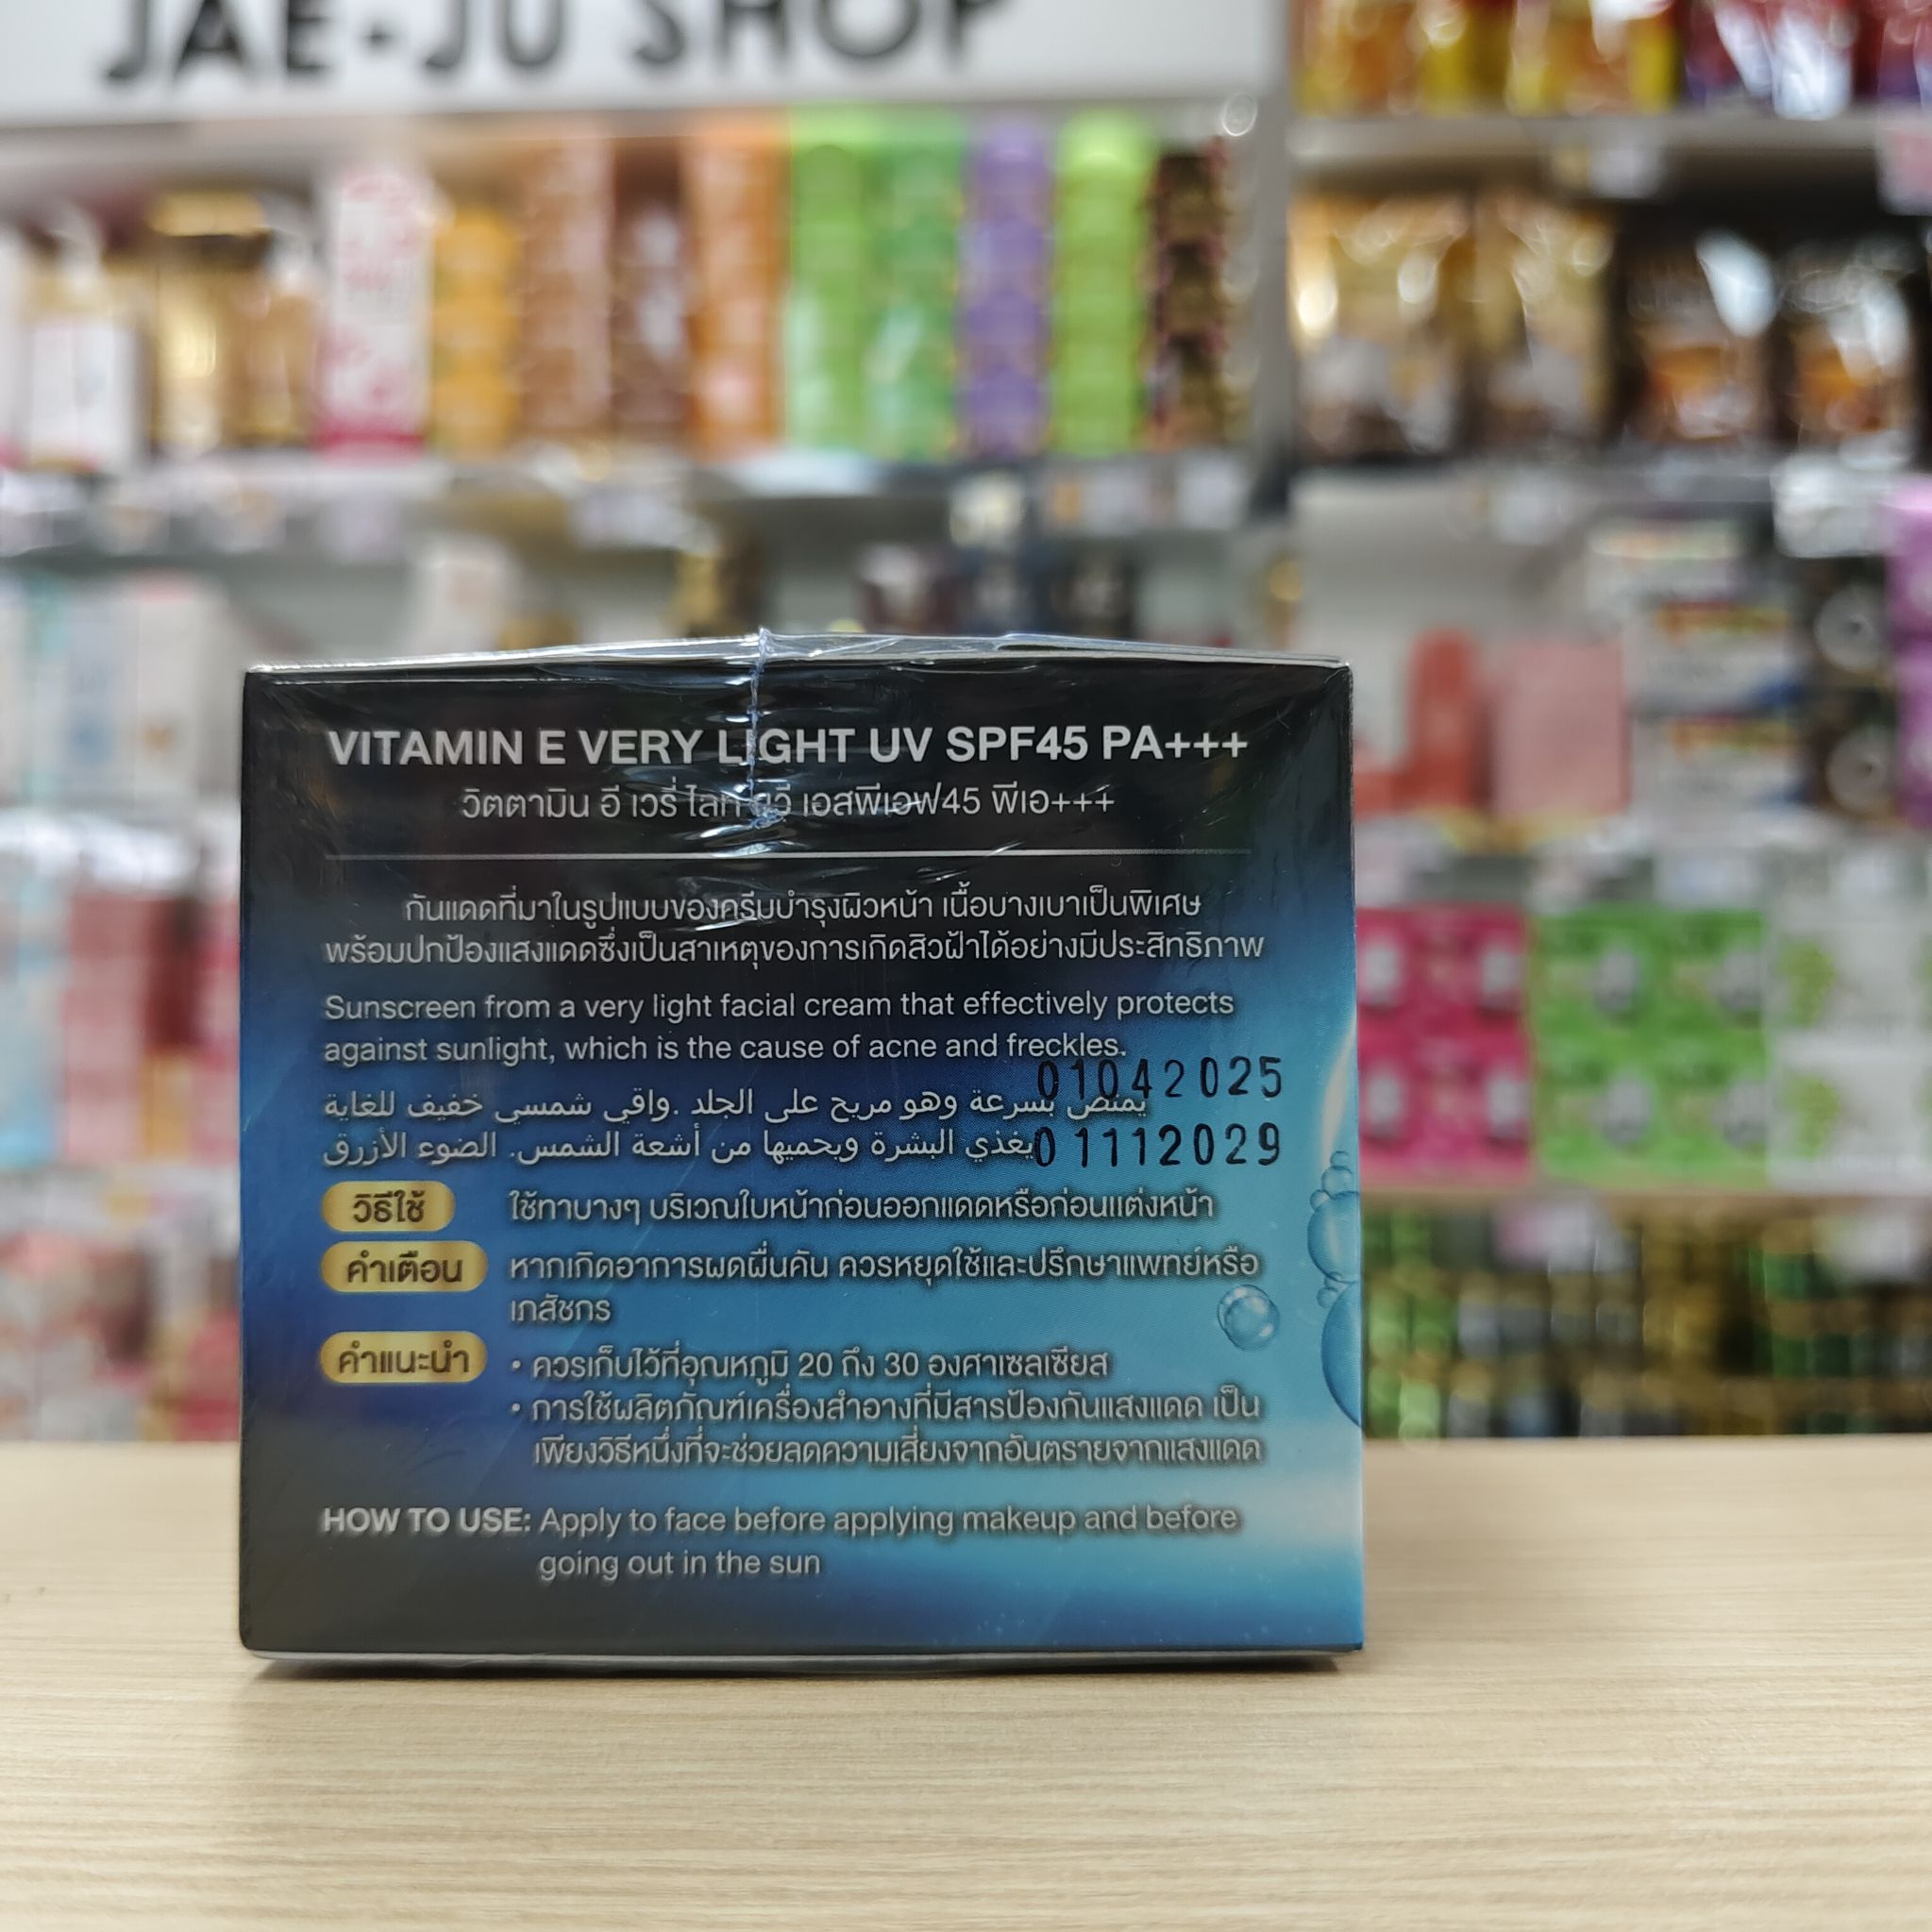 JAE-JU SHOP
VITAMIN E VERY LIGHT UV SPF45 PA+++
วิตตามิน อี เวรี่ ไลท์ ยูวี เอสพีเอฟ45 พีเอ+++
กันแดดที่มาในรูปแบบของครีมบำรุงผิวหน้า เนื้อบางเบาเป็นพิเศษ
พร้อมปกป้องแสงแดดซึ่งเป็นสาเหตุของการเกิดสิวฝ้าได้อย่างมีประสิทธิภาพ
Sunscreen from a very light facial cream that effectively protects
against sunlight, which is the cause of acne and freckles.
01042025
يمتص بسرعة وهو مريح على الجلد .واقي شمسي خفيف للغاية
يغذي البشرة ويحميها من أشعة الشمس. الضوء الأزرق
01112029
วิธีใช้ ใช้ทาบางๆ บริเวณใบหน้าก่อนออกแดดหรือก่อนแต่งหน้า
คำเตือน หากเกิดอาการผดผื่นคัน ควรหยุดใช้และปรึกษาแพทย์หรือ
เภสัชกร
คำแนะนำ • ควรเก็บไว้ที่อุณหภูมิ 20 ถึง 30 องศาเซลเซียส
• การใช้ผลิตภัณฑ์เครื่องสำอางที่มีสารป้องกันแสงแดด เป็น
เพียงวิธีหนึ่งที่จะช่วยลดความเสี่ยงจากอันตรายจากแสงแดด
HOW TO USE: Apply to face before applying makeup and before
going out in the sun